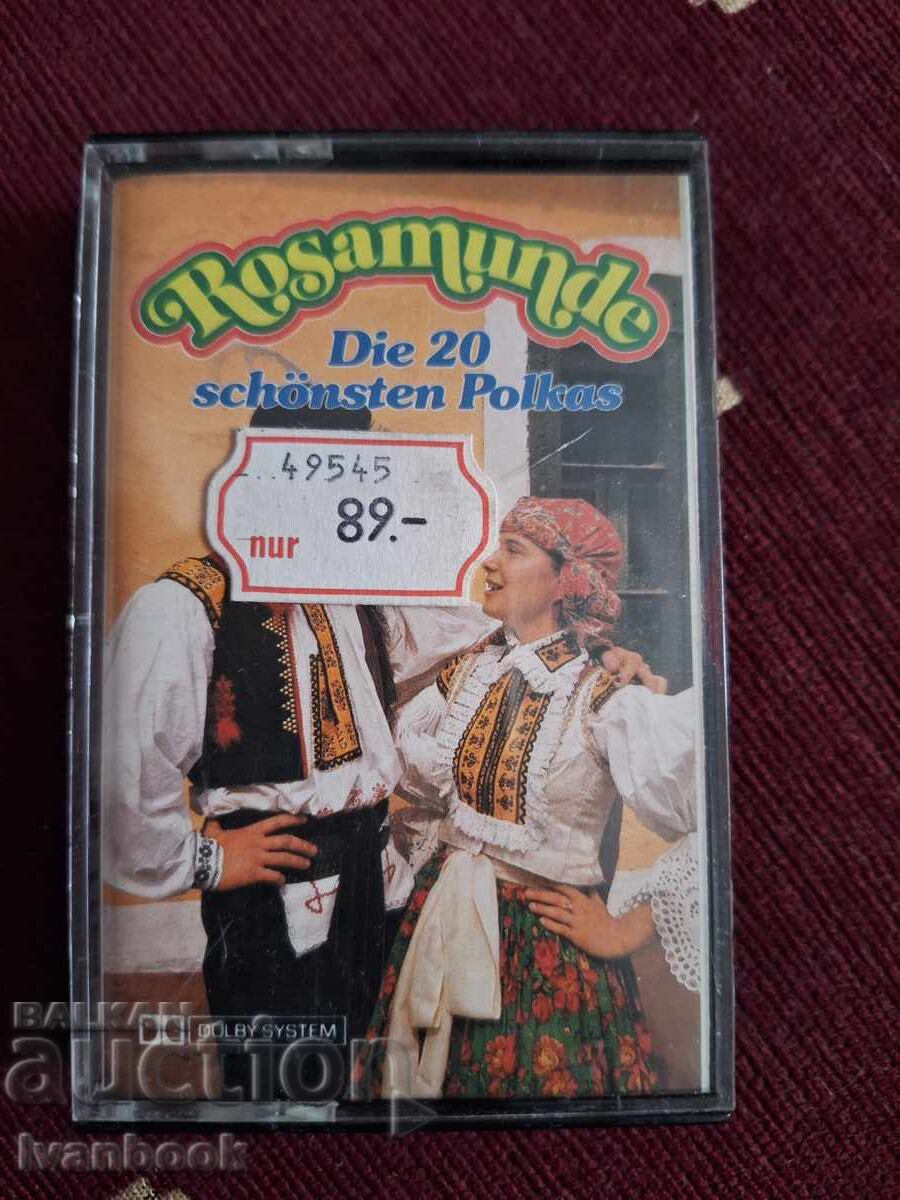 Rosamunde
Die 20
schönsten Polkas
49545
nur 89.-
DOLBY SYSTEM
BALKAN
auction
Ivanbook